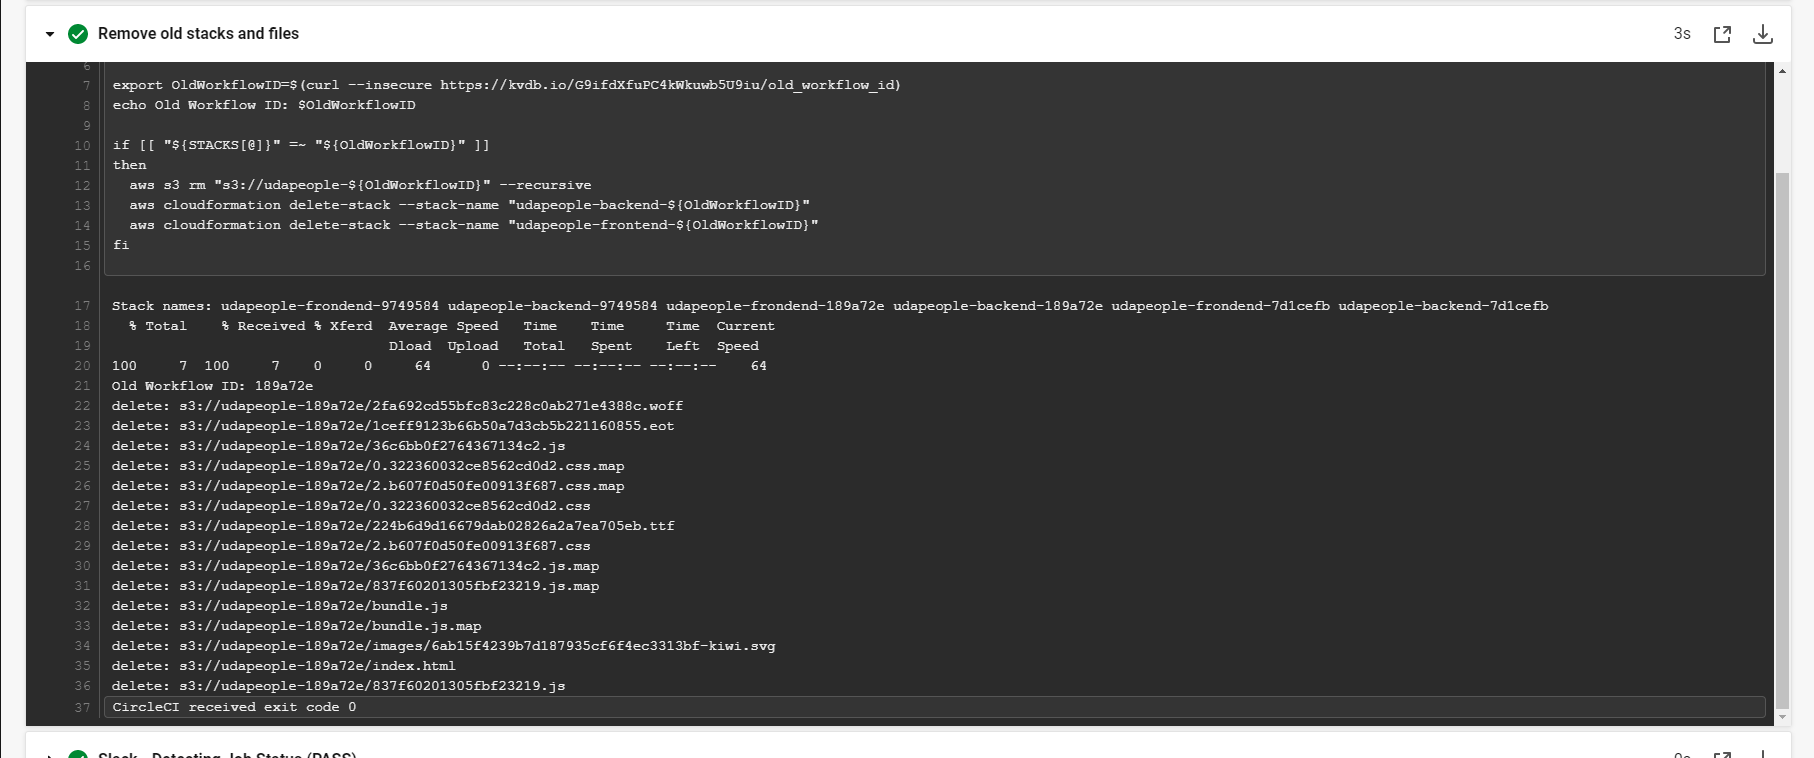 Remove old stacks and files
3s
6
7 export OldWorkflowID=$(curl --insecure https://kvdb.io/G9ifdXfuPC4kWkuwb5U9iu/old_workflow_id)
8 echo Old Workflow ID: $OldWorkflowID
9
10 if [[ "${STACKS[@]}" =~ "${OldWorkflowID}" ]]
11 then
12 aws s3 rm "s3://udapeople-${OldWorkflowID}" --recursive
13 aws cloudformation delete-stack --stack-name "udapeople-backend-${OldWorkflowID}"
14 aws cloudformation delete-stack --stack-name "udapeople-frontend-${OldWorkflowID}"
15 fi
16
17 Stack names: udapeople-frondend-9749584 udapeople-backend-9749584 udapeople-frondend-189a72e udapeople-backend-189a72e udapeople-frondend-7d1cefb udapeople-backend-7d1cefb
18 % Total % Received % Xferd Average Speed Time Time Time Current
19 Dload Upload Total Spent Left Speed
20 100 7 100 7 0 0 64 0 --:--:-- --:--:-- --:--:-- 64
21 Old Workflow ID: 189a72e
22 delete: s3://udapeople-189a72e/2fa692cd55bfc83c228c0ab271e4388c.woff
23 delete: s3://udapeople-189a72e/1ceff9123b66b50a7d3cb5b221160855.eot
24 delete: s3://udapeople-189a72e/36c6bb0f2764367134c2.js
25 delete: s3://udapeople-189a72e/0.322360032ce8562cd0d2.css.map
26 delete: s3://udapeople-189a72e/2.b607f0d50fe00913f687.css.map
27 delete: s3://udapeople-189a72e/0.322360032ce8562cd0d2.css
28 delete: s3://udapeople-189a72e/224b6d9d16679dab02826a2a7ea705eb.ttf
29 delete: s3://udapeople-189a72e/2.b607f0d50fe00913f687.css
30 delete: s3://udapeople-189a72e/36c6bb0f2764367134c2.js.map
31 delete: s3://udapeople-189a72e/837f60201305fbf23219.js.map
32 delete: s3://udapeople-189a72e/bundle.js
33 delete: s3://udapeople-189a72e/bundle.js.map
34 delete: s3://udapeople-189a72e/images/6ab15f4239b7d187935cf6f4ec3313bf-kiwi.svg
35 delete: s3://udapeople-189a72e/index.html
36 delete: s3://udapeople-189a72e/837f60201305fbf23219.js
37 CircleCI received exit code 0
Slack - Detecting Job Status (PASS)
0s